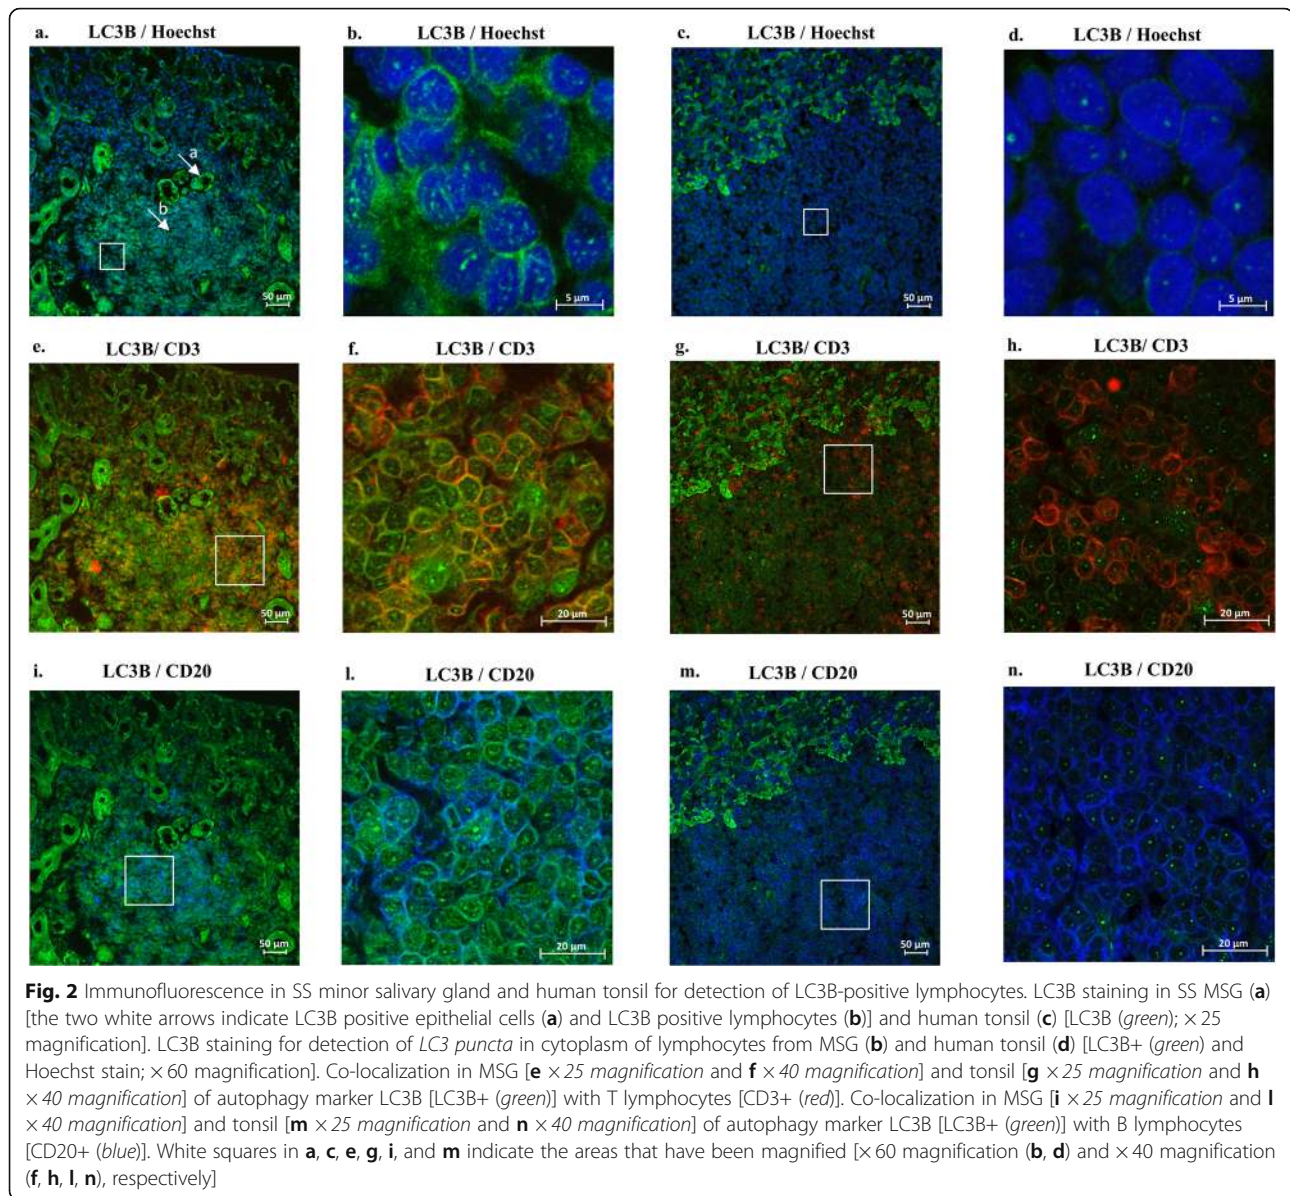 a. LC3B / Hoechst b. LC3B / Hoechst c. LC3B / Hoechst d. LC3B / Hoechst
a
b
50 µm 5 µm 50 µm 5 µm
e. LC3B/ CD3 f. LC3B / CD3 g. LC3B/ CD3 h. LC3B/ CD3
50 µm 20 µm 50 µm 20 µm
i. LC3B / CD20 l. LC3B / CD20 m. LC3B / CD20 n. LC3B / CD20
50 µm 20 µm 50 µm 20 µm
Fig. 2 Immunofluorescence in SS minor salivary gland and human tonsil for detection of LC3B-positive lymphocytes. LC3B staining in SS MSG (a)
[the two white arrows indicate LC3B positive epithelial cells (a) and LC3B positive lymphocytes (b)] and human tonsil (c) [LC3B (green); × 25
magnification]. LC3B staining for detection of LC3 puncta in cytoplasm of lymphocytes from MSG (b) and human tonsil (d) [LC3B+ (green) and
Hoechst stain; × 60 magnification]. Co-localization in MSG [e × 25 magnification and f × 40 magnification] and tonsil [g × 25 magnification and h
× 40 magnification] of autophagy marker LC3B [LC3B+ (green)] with T lymphocytes [CD3+ (red)]. Co-localization in MSG [i × 25 magnification and l
× 40 magnification] and tonsil [m × 25 magnification and n × 40 magnification] of autophagy marker LC3B [LC3B+ (green)] with B lymphocytes
[CD20+ (blue)]. White squares in a, c, e, g, i, and m indicate the areas that have been magnified [× 60 magnification (b, d) and × 40 magnification
(f, h, l, n), respectively]